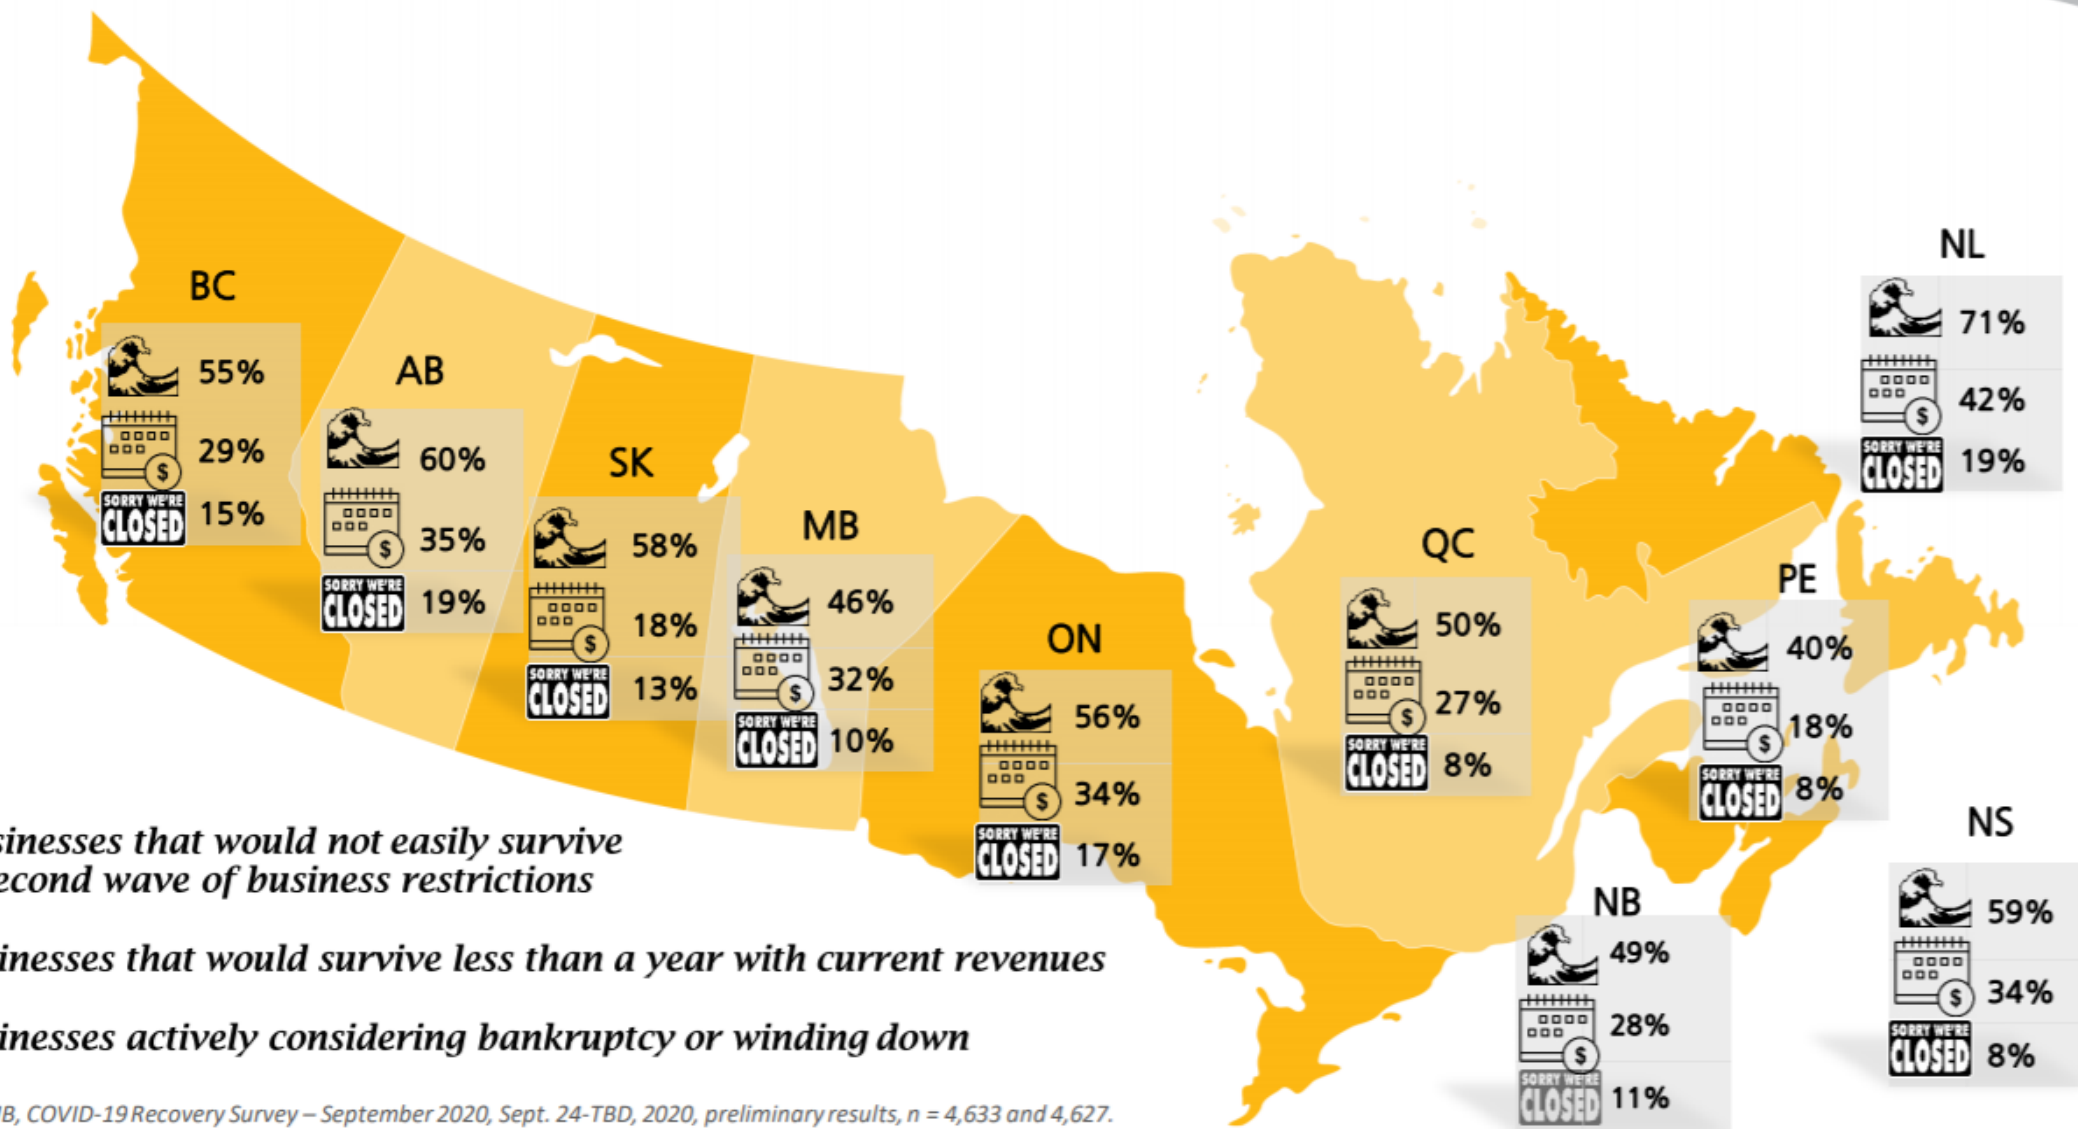 BC
55%
29%
SORRY WE'RE
CLOSED
15%
AB
60%
35%
SORRY WE'RE
CLOSED
19%
SK
58%
18%
SORRY WE'RE
CLOSED
13%
MB
46%
32%
SORRY WE'RE
CLOSED
10%
ON
56%
34%
SORRY WE'RE
CLOSED
17%
QC
50%
27%
SORRY WE'RE
CLOSED
8%
NL
71%
42%
SORRY WE'RE
CLOSED
19%
PE
40%
18%
SORRY WE'RE
CLOSED
8%
NS
59%
34%
SORRY WE'RE
CLOSED
8%
NB
49%
28%
SORRY WE'RE
CLOSED
11%
sinesses that would not easily survive
econd wave of business restrictions
inesses that would survive less than a year with current revenues
inesses actively considering bankruptcy or winding down
IB, COVID-19 Recovery Survey – September 2020, Sept. 24-TBD, 2020, preliminary results, n = 4,633 and 4,627.